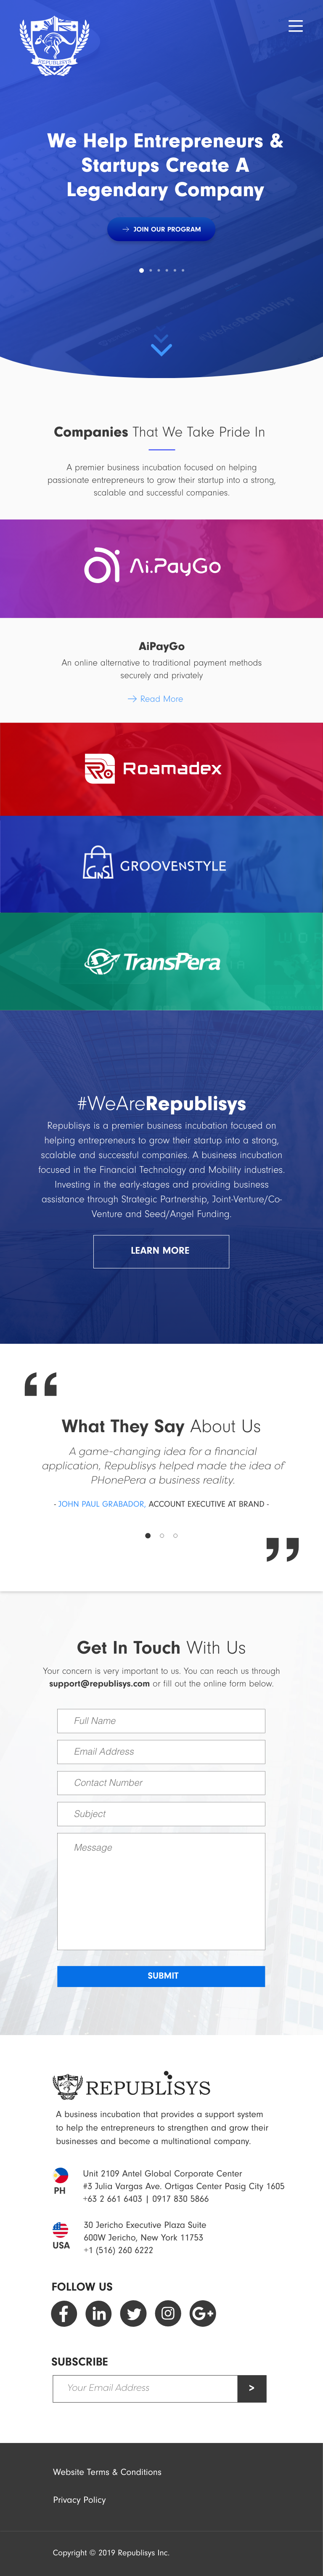 REPUBLISYS
We Help Entrepreneurs &
Startups Create A
Legendary Company
JOIN OUR PROGRAM
#WeAreRepublisys
Companies That We Take Pride In
A premier business incubation focused on helping
passionate entrepreneurs to grow their startup into a strong,
scalable and successful companies.
Ai.PayGo
AiPayGo
An online alternative to traditional payment methods
securely and privately
Read More
Roamadex
GNS GROOVENSTYLE
TransPera
#WeAreRepublisys
Republisys is a premier business incubation focused on
helping entrepreneurs to grow their startup into a strong,
scalable and successful companies. A business incubation
focused in the Financial Technology and Mobility industries.
Investing in the early-stages and providing business
assistance through Strategic Partnership, Joint-Venture/Co-
Venture and Seed/Angel Funding.
LEARN MORE
“
What They Say About Us
A game-changing idea for a financial
application, Republisys helped made the idea of
PHonePera a business reality.
- JOHN PAUL GRABADOR, ACCOUNT EXECUTIVE AT BRAND -
”
Get In Touch With Us
Your concern is very important to us. You can reach us through
support@republisys.com or fill out the online form below.
Full Name
Email Address
Contact Number
Subject
Message
SUBMIT
REPUBLISYS
A business incubation that provides a support system
to help the entrepreneurs to strengthen and grow their
businesses and become a multinational company.
PH
Unit 2109 Antel Global Corporate Center
#3 Julia Vargas Ave. Ortigas Center Pasig City 1605
+63 2 661 6403 | 0917 830 5866
USA
30 Jericho Executive Plaza Suite
600W Jericho, New York 11753
+1 (516) 260 6222
FOLLOW US
f in G+
SUBSCRIBE
Your Email Address >
Website Terms & Conditions
Privacy Policy
Copyright © 2019 Republisys Inc.